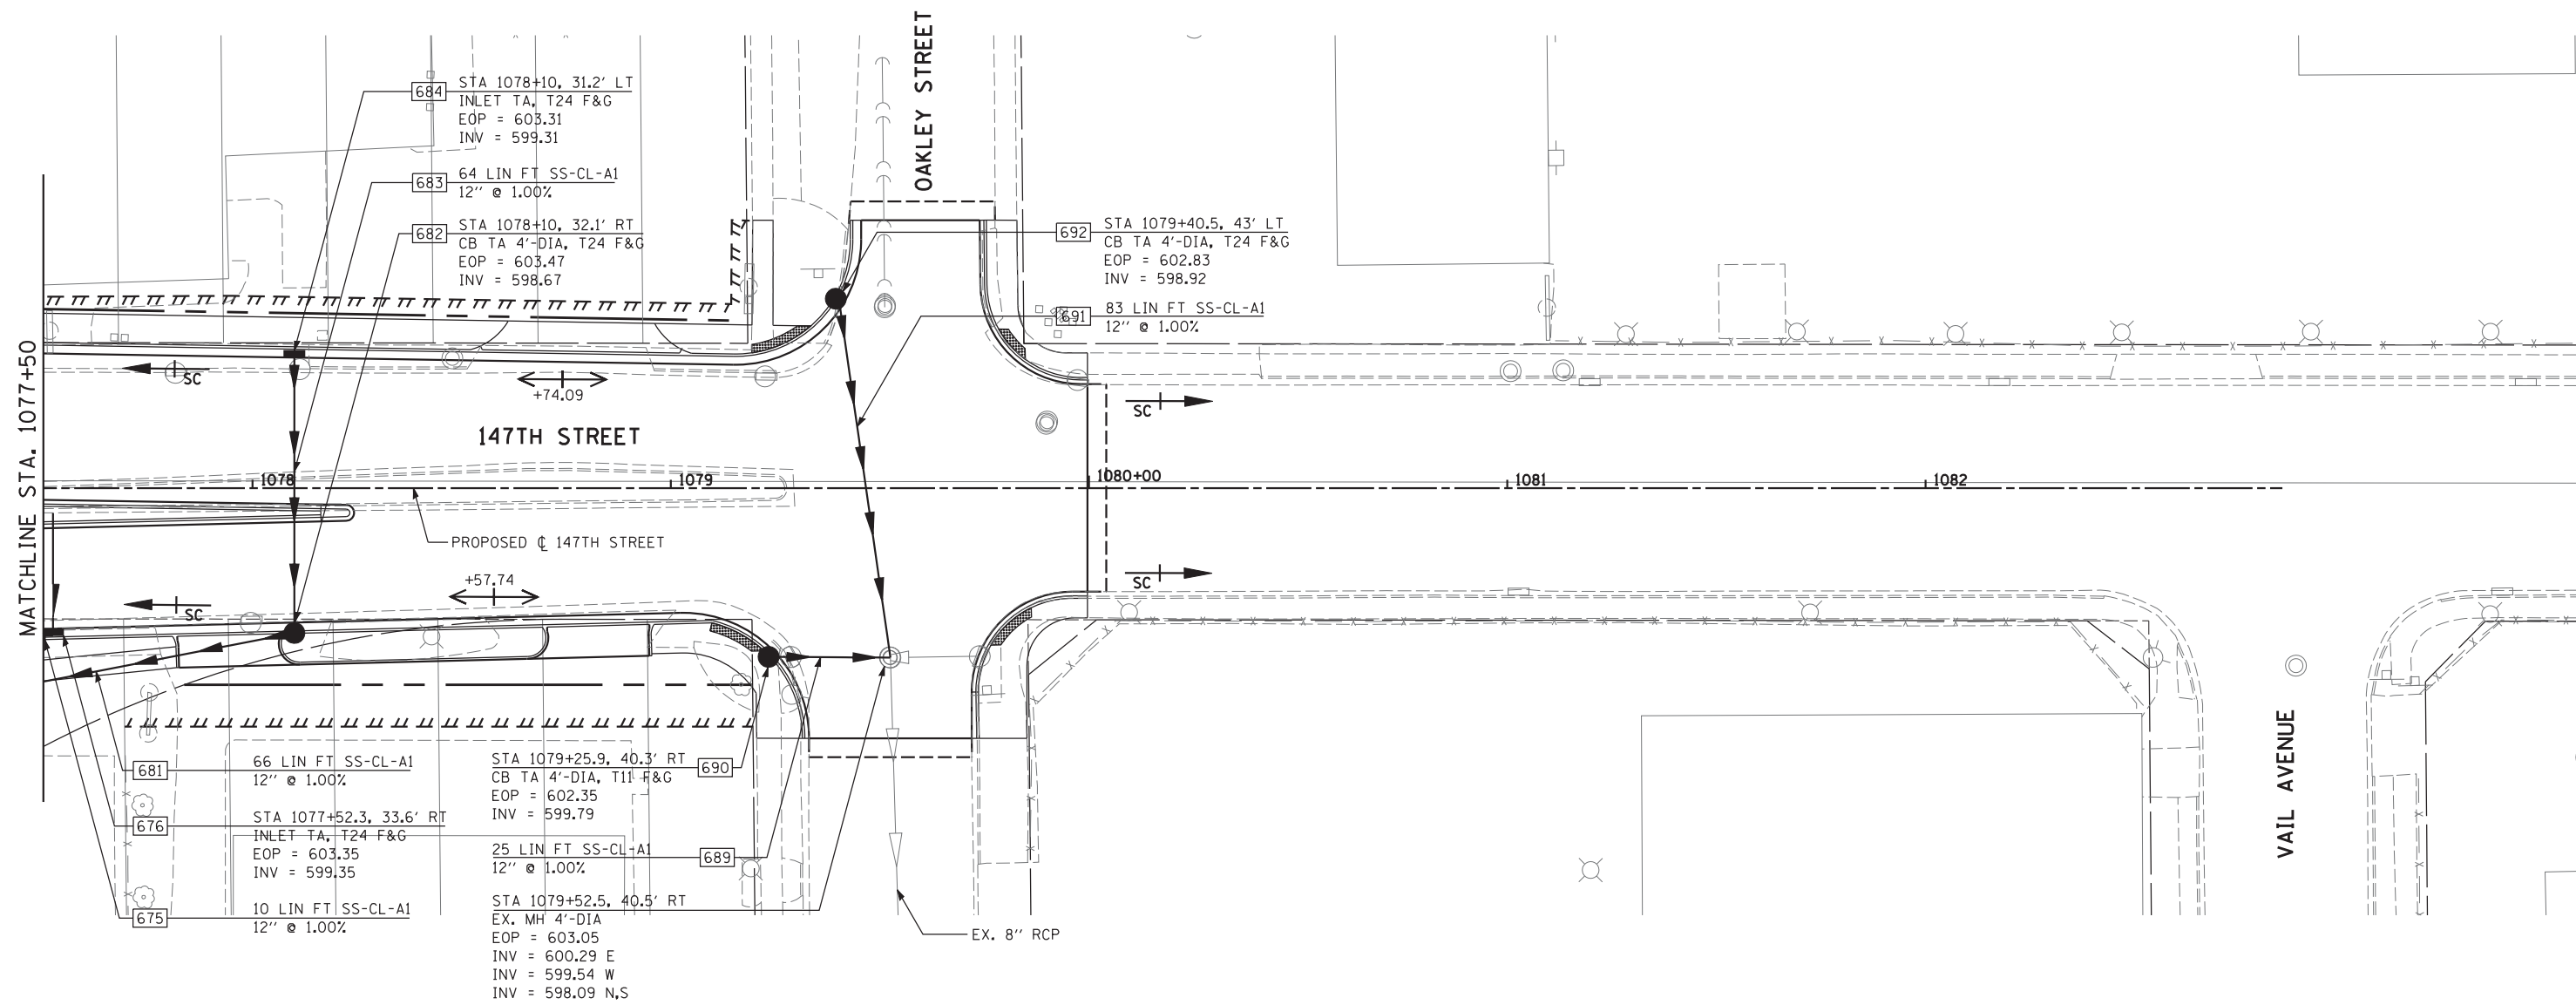 OAKLEY STREET
684
STA 1078+10, 31.2' LT
INLET TA, T24 F&G
EOP = 603.31
INV = 599.31
683
64 LIN FT SS-CL-A1
12'' @ 1.00%
682
STA 1078+10, 32.1' RT
CB TA 4'-DIA, T24 F&G
EOP = 603.47
INV = 598.67
692
STA 1079+40.5, 43' LT
CB TA 4'-DIA, T24 F&G
EOP = 602.83
INV = 598.92
691
83 LIN FT SS-CL-A1
12'' @ 1.00%
MATCHLINE STA. 1077+50
SC
+74.09
SC
147TH STREET
1078
1079
1080+00
1081
1082
PROPOSED ℄ 147TH STREET
+57.74
SC
SC
VAIL AVENUE
681
66 LIN FT SS-CL-A1
12'' @ 1.00%
676
STA 1077+52.3, 33.6' RT
INLET TA, T24 F&G
EOP = 603.35
INV = 599.35
675
10 LIN FT SS-CL-A1
12'' @ 1.00%
STA 1079+25.9, 40.3' RT
690
CB TA 4'-DIA, T11 F&G
EOP = 602.35
INV = 599.79
25 LIN FT SS-CL-A1
689
12'' @ 1.00%
STA 1079+52.5, 40.5' RT
EX. MH 4'-DIA
EOP = 603.05
INV = 600.29 E
INV = 599.54 W
INV = 598.09 N,S
EX. 8'' RCP